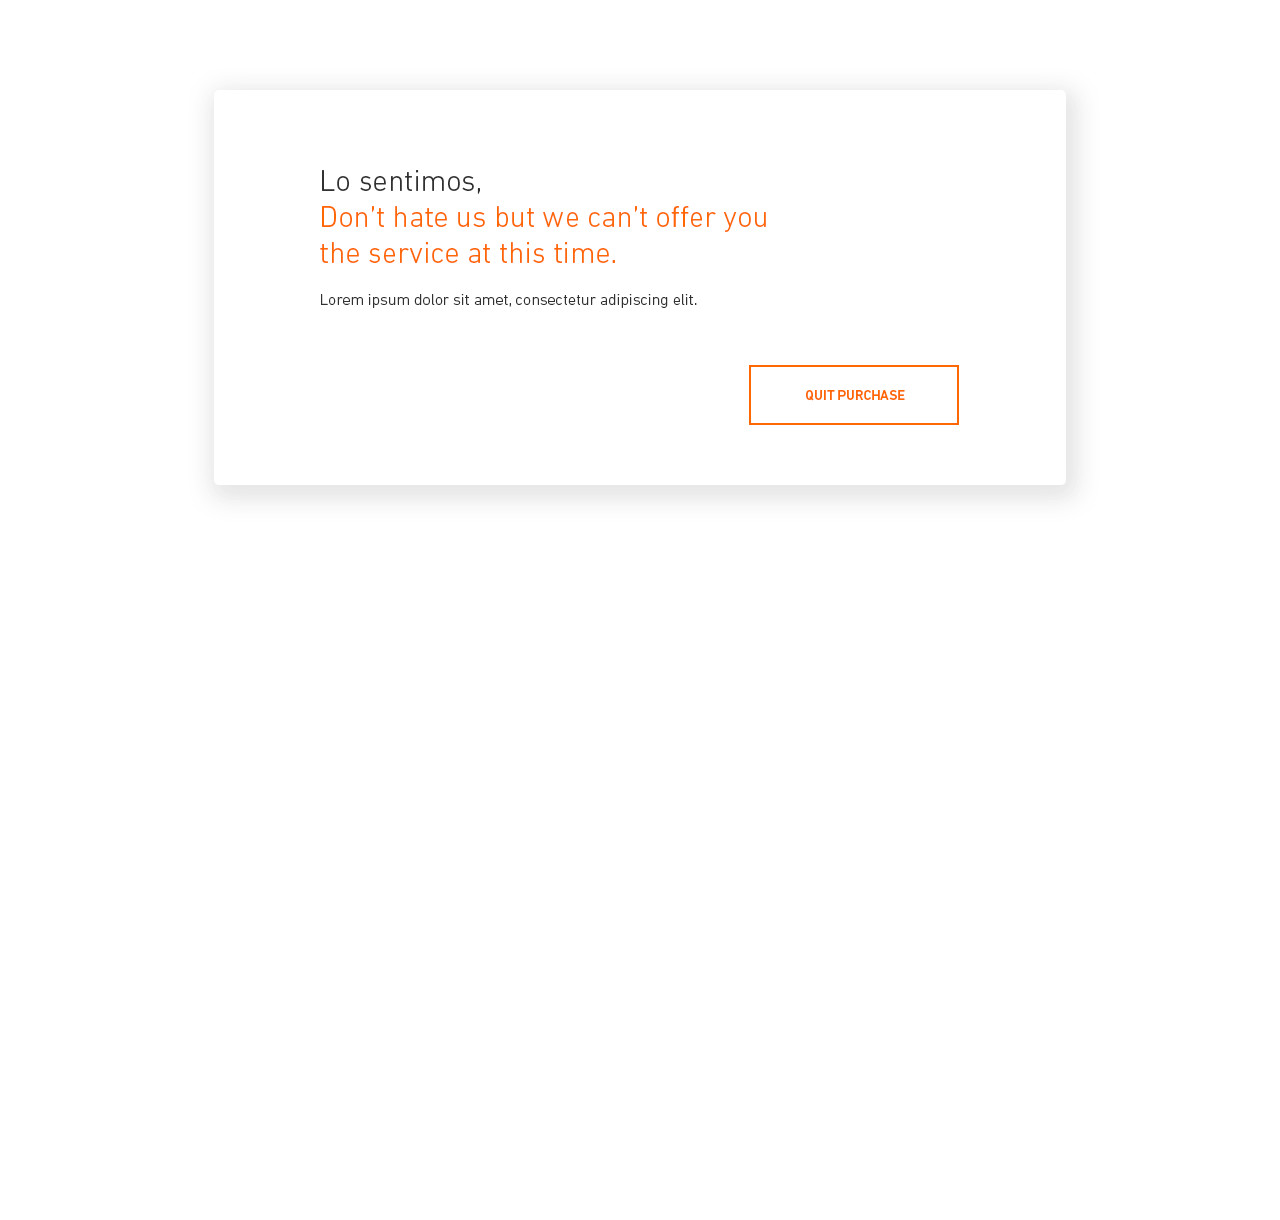 Lo sentimos,
Don’t hate us but we can’t offer you
the service at this time.
Lorem ipsum dolor sit amet, consectetur adipiscing elit.
QUIT PURCHASE